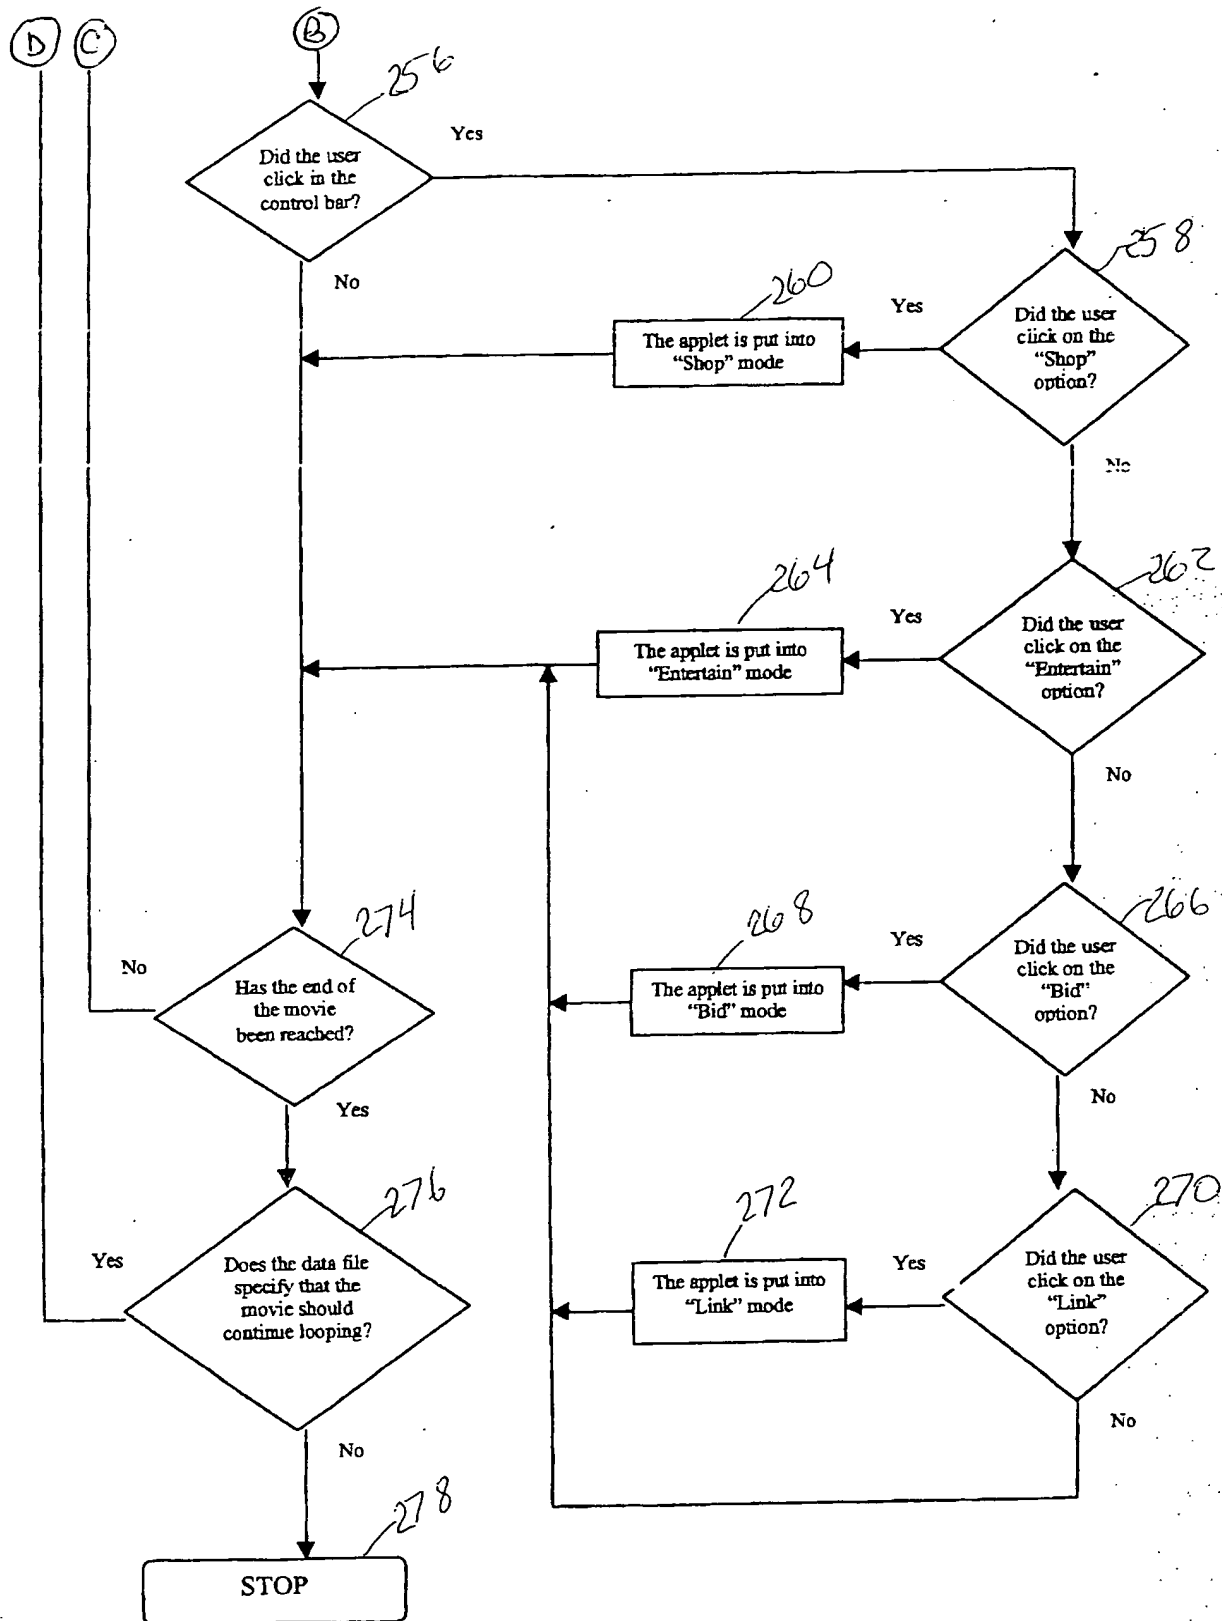 D
C
B
256
Did the user
click in the
control bar?
Yes
No
258
Did the user
click on the
“Shop”
option?
Yes
No
260
The applet is put into
“Shop” mode
262
Did the user
click on the
“Entertain”
option?
Yes
No
264
The applet is put into
“Entertain” mode
266
Did the user
click on the
“Bid”
option?
Yes
No
268
The applet is put into
“Bid” mode
270
Did the user
click on the
“Link”
option?
Yes
No
272
The applet is put into
“Link” mode
274
Has the end of
the movie
been reached?
No
Yes
276
Does the data file
specify that the
movie should
continue looping?
Yes
No
278
STOP